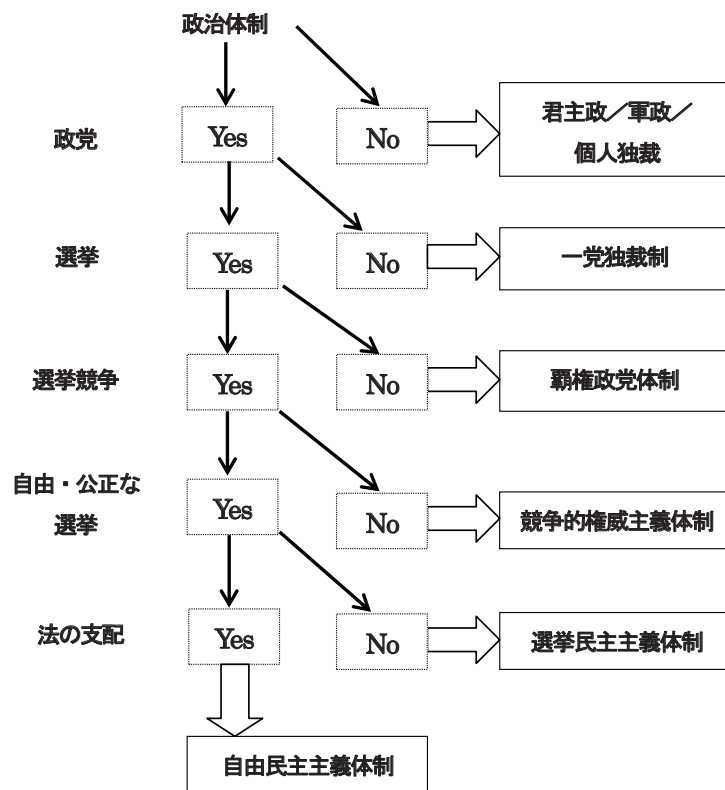 政治体制
政党
Yes
No
君主政／軍政／
個人独裁
選挙
Yes
No
一党独裁制
選挙競争
Yes
No
覇権政党体制
自由・公正な
選挙
Yes
No
競争的権威主義体制
法の支配
Yes
No
選挙民主主義体制
自由民主主義体制